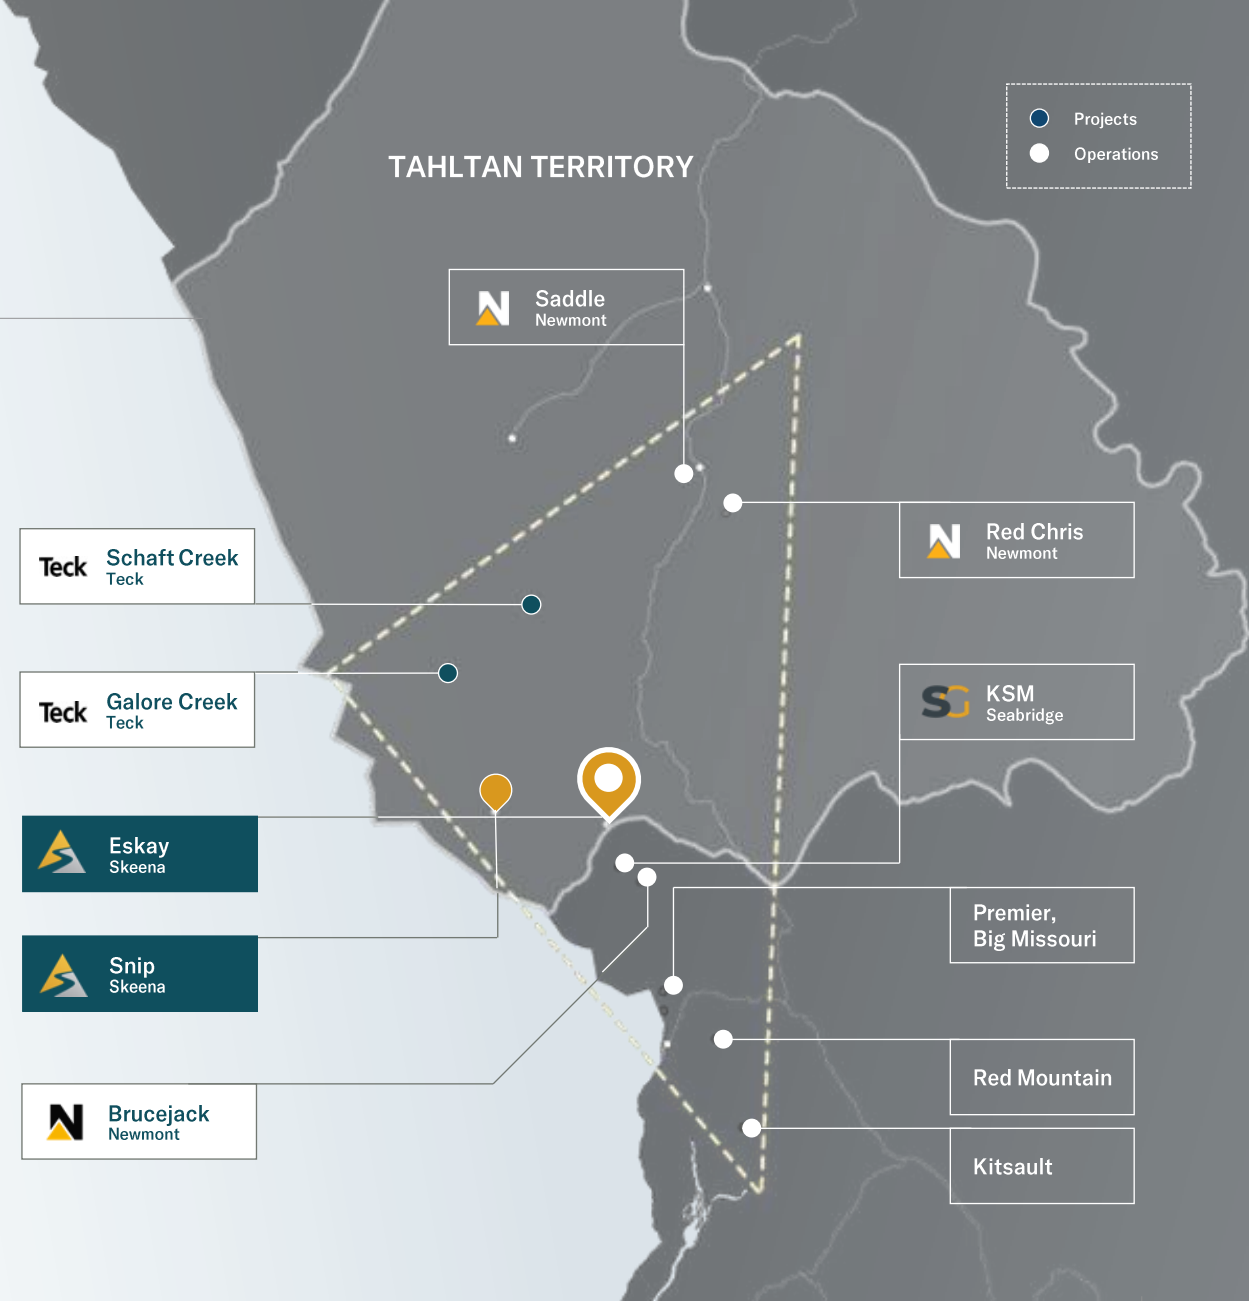 Projects
Operations
TAHLTAN TERRITORY
N Saddle
Newmont
Teck Schaft Creek
Teck
N Red Chris
Newmont
Teck Galore Creek
Teck
SG KSM
Seabridge
Eskay
Skeena
Premier,
Big Missouri
Snip
Skeena
Red Mountain
N Brucejack
Newmont
Kitsault